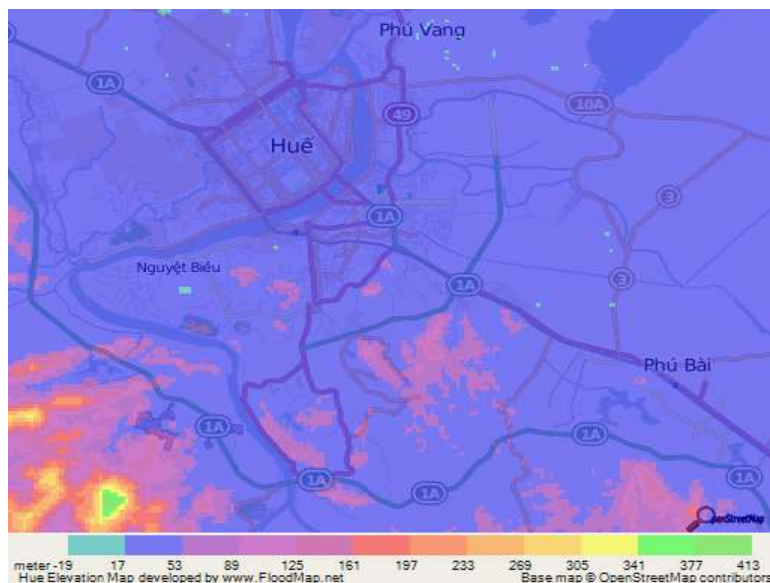 Phú Vang
1A
10A
49
Huế
3
1A
Nguyệt Biều
1A
3
Phú Bài
1A
1A
1A
1A
1A
OpenStreetMap
meter -19 17 53 89 125 161 197 233 269 305 341 377 413
Hue Elevation Map developed by www.FloodMap.net
Base map © OpenStreetMap contributors